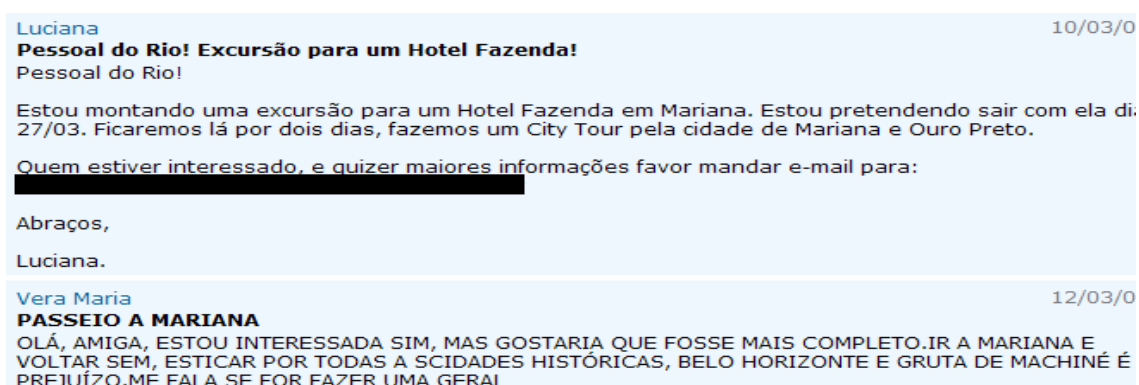 Luciana 10/03/0
Pessoal do Rio! Excursão para um Hotel Fazenda!
Pessoal do Rio!
Estou montando uma excursão para um Hotel Fazenda em Mariana. Estou pretendendo sair com ela dia
27/03. Ficaremos lá por dois dias, fazemos um City Tour pela cidade de Mariana e Ouro Preto.
Quem estiver interessado, e quizer maiores informações favor mandar e-mail para:
Abraços,
Luciana.
Vera Maria 12/03/0
PASSEIO A MARIANA
OLÁ, AMIGA, ESTOU INTERESSADA SIM, MAS GOSTARIA QUE FOSSE MAIS COMPLETO.IR A MARIANA E
VOLTAR SEM, ESTICAR POR TODAS A SCIDADES HISTÓRICAS, BELO HORIZONTE E GRUTA DE MACHINÉ É
PREJUÍZO.ME FALA SE FOR FAZER UMA GERAL